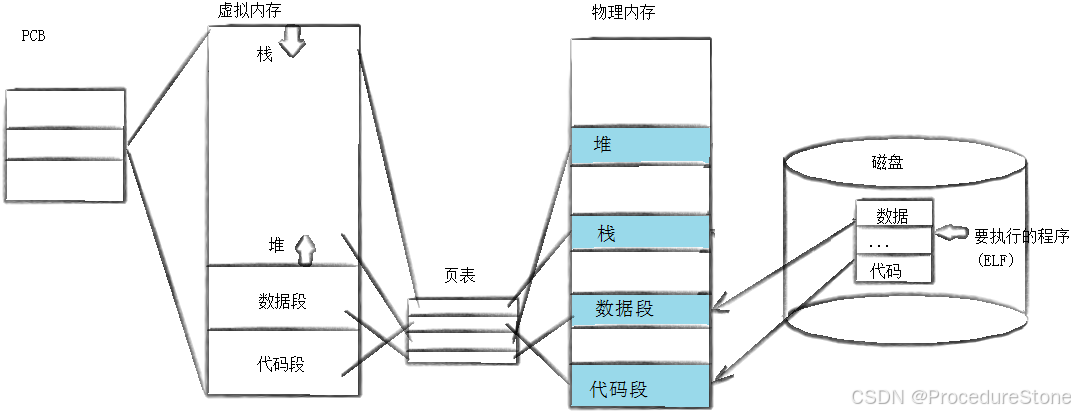 PCB
虚拟内存
栈
堆
数据段
代码段
页表
物理内存
堆
栈
数据段
代码段
磁盘
数据
...
代码
要执行的程序
(ELF)
CSDN @ProcedureStone